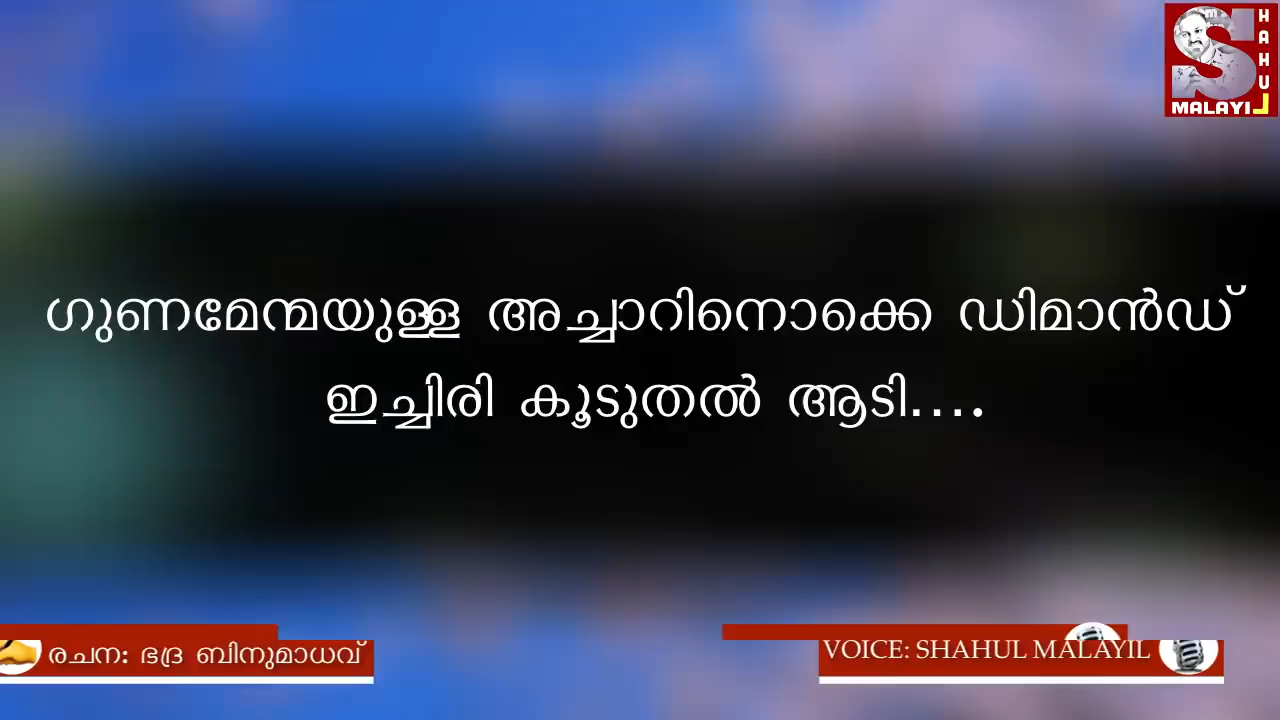 SHAHUL
MALAYIL
ഗുണമേന്മയുള്ള അച്ചാറിനൊക്കെ ഡിമാൻഡ്
ഇച്ചിരി കൂടുതൽ ആടി....
രചന: ഭദ്ര ബിനുമാധവ്
VOICE: SHAHUL MALAYIL